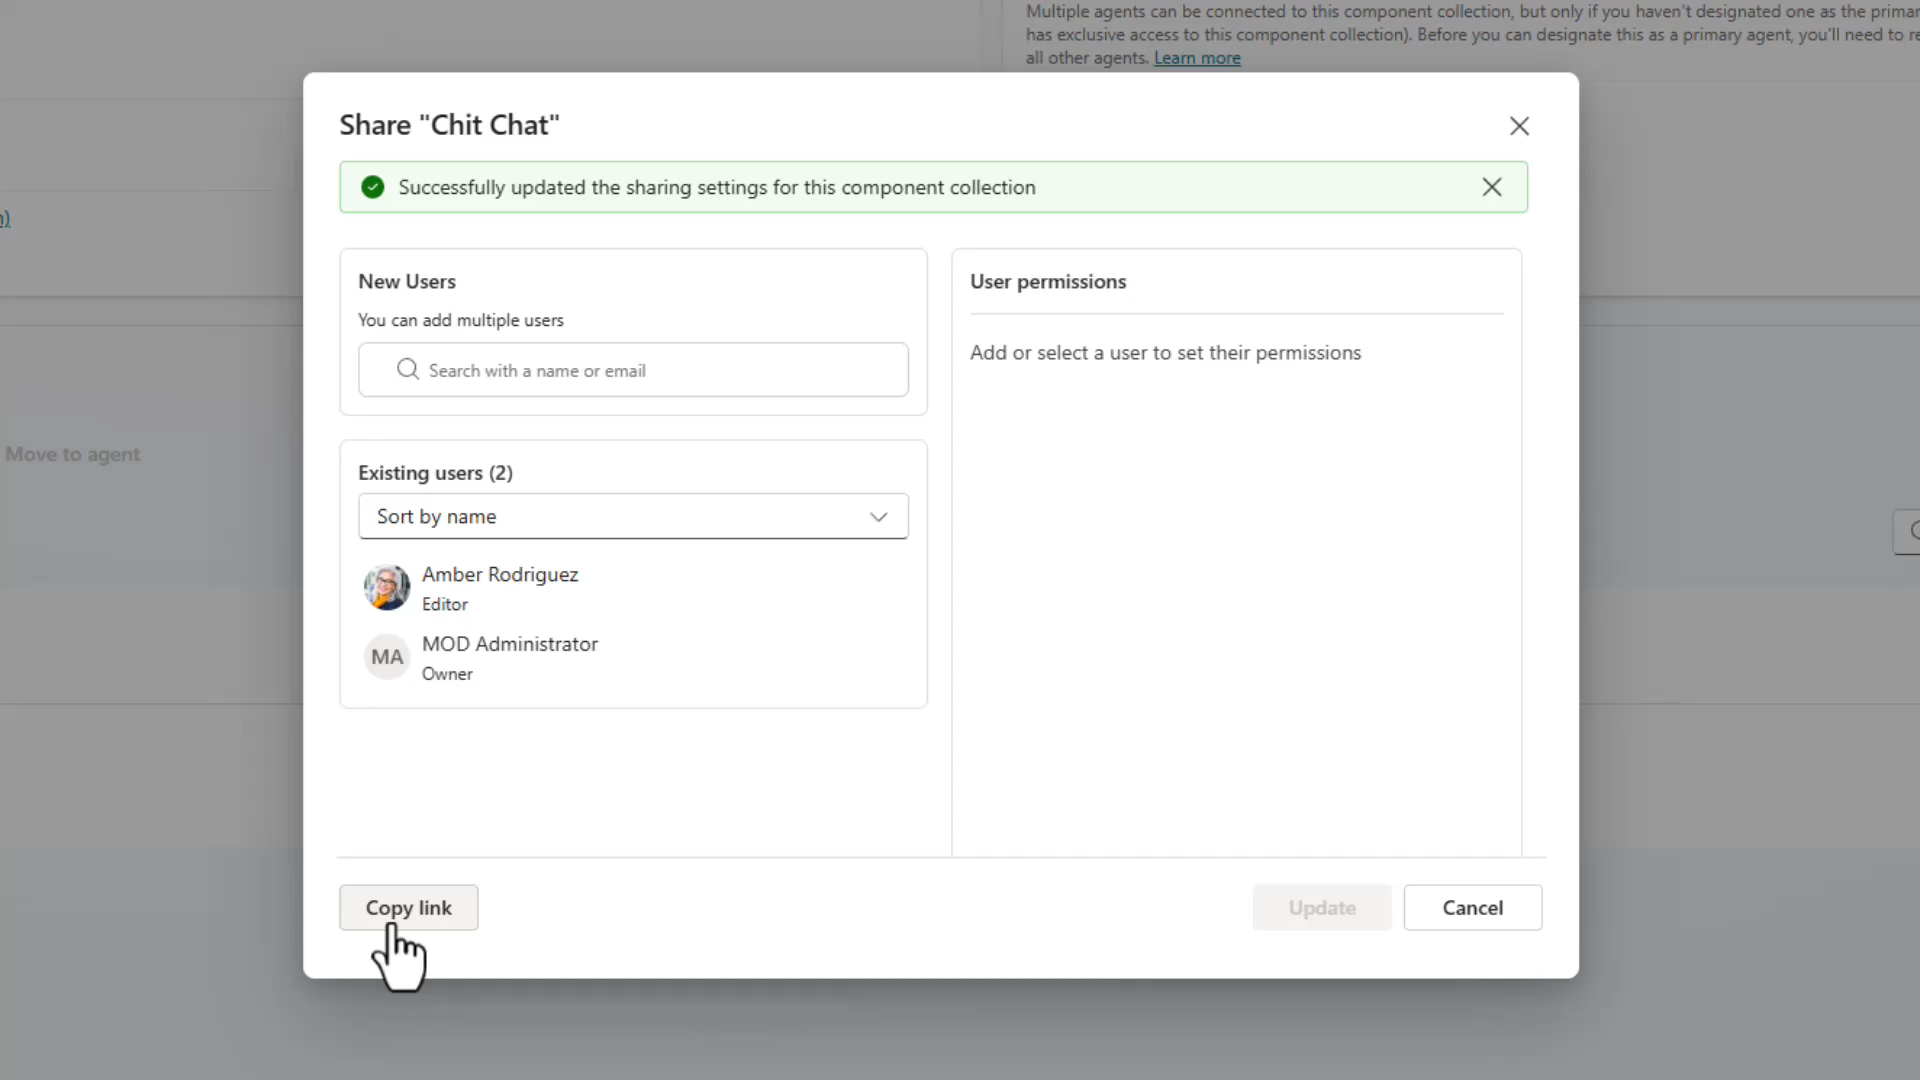 Multiple agents can be connected to this component collection, but only if you haven't designated one as the
has exclusive access to this component collection). Before you can designate this as a primary agent, you'll need to
all other agents. Learn more
Share "Chit Chat"
Successfully updated the sharing settings for this component collection
New Users
You can add multiple users
Search with a name or email
User permissions
Add or select a user to set their permissions
Move to agent
Existing users (2)
Sort by name
Amber Rodriguez
Editor
MA
MOD Administrator
Owner
Copy link
Update
Cancel